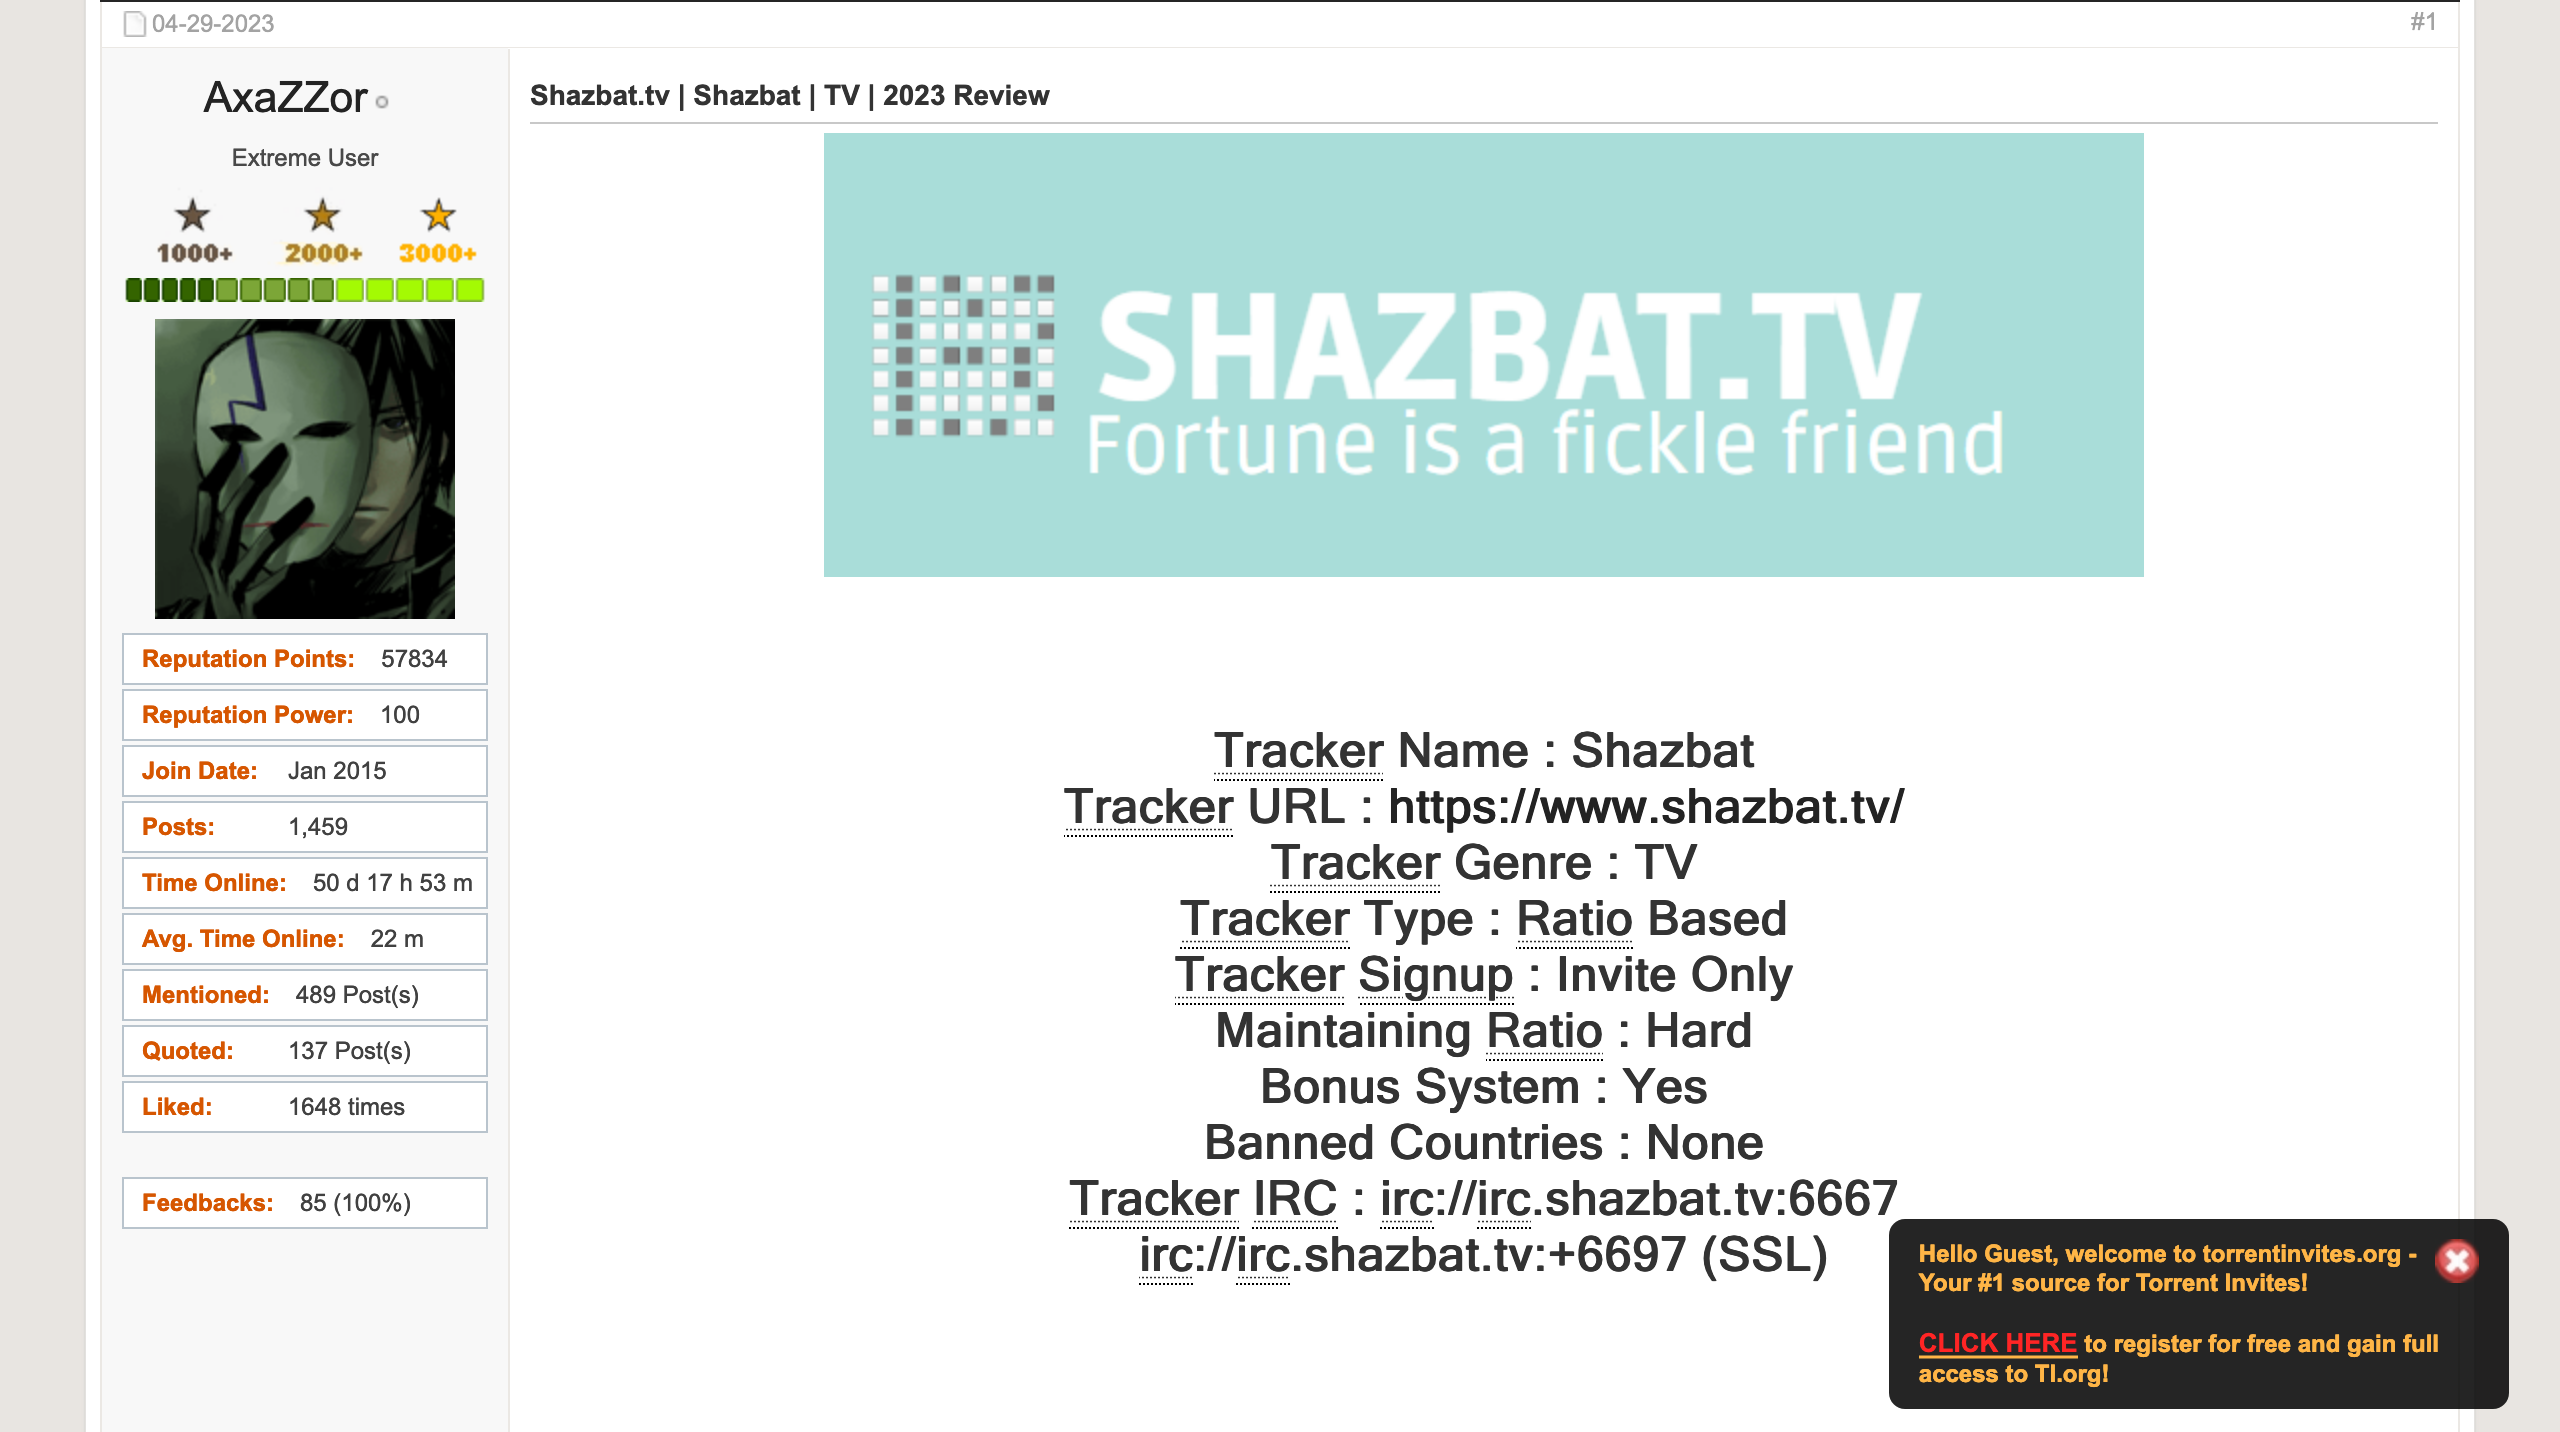 04-29-2023
#1
AxaZZor
Extreme User
1000+ 2000+ 3000+
Reputation Points: 57834
Reputation Power: 100
Join Date: Jan 2015
Posts: 1,459
Time Online: 50 d 17 h 53 m
Avg. Time Online: 22 m
Mentioned: 489 Post(s)
Quoted: 137 Post(s)
Liked: 1648 times
Feedbacks: 85 (100%)
Shazbat.tv | Shazbat | TV | 2023 Review
SHAZBAT.TV
Fortune is a fickle friend
Tracker Name : Shazbat
Tracker URL : https://www.shazbat.tv/
Tracker Genre : TV
Tracker Type : Ratio Based
Tracker Signup : Invite Only
Maintaining Ratio : Hard
Bonus System : Yes
Banned Countries : None
Tracker IRC : irc://irc.shazbat.tv:6667
irc://irc.shazbat.tv:+6697 (SSL)
Hello Guest, welcome to torrentinvites.org -
Your #1 source for Torrent Invites!
CLICK HERE to register for free and gain full
access to TI.org!